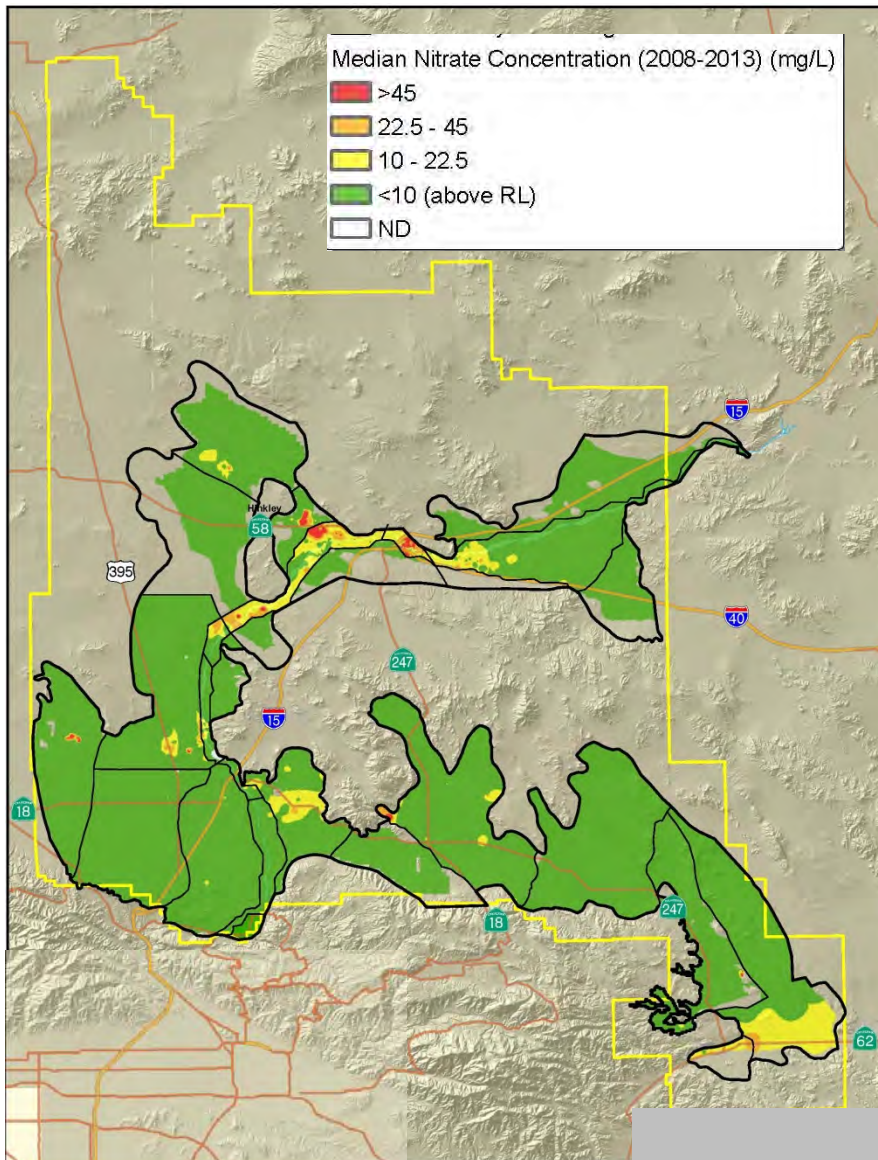 Median Nitrate Concentration (2008-2013) (mg/L)
>45
22.5 - 45
10 - 22.5
<10 (above RL)
ND
15
Hinkley
58
395
40
247
15
18
247
18
62